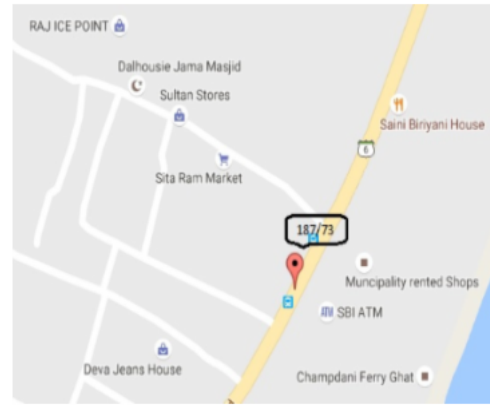 RAJ ICE POINT
Dalhousie Jama Masjid
Sultan Stores
Saini Biriyani House
6
Sita Ram Market
187/73
Muncipality rented Shops
SBI ATM
Deva Jeans House
Champdani Ferry Ghat